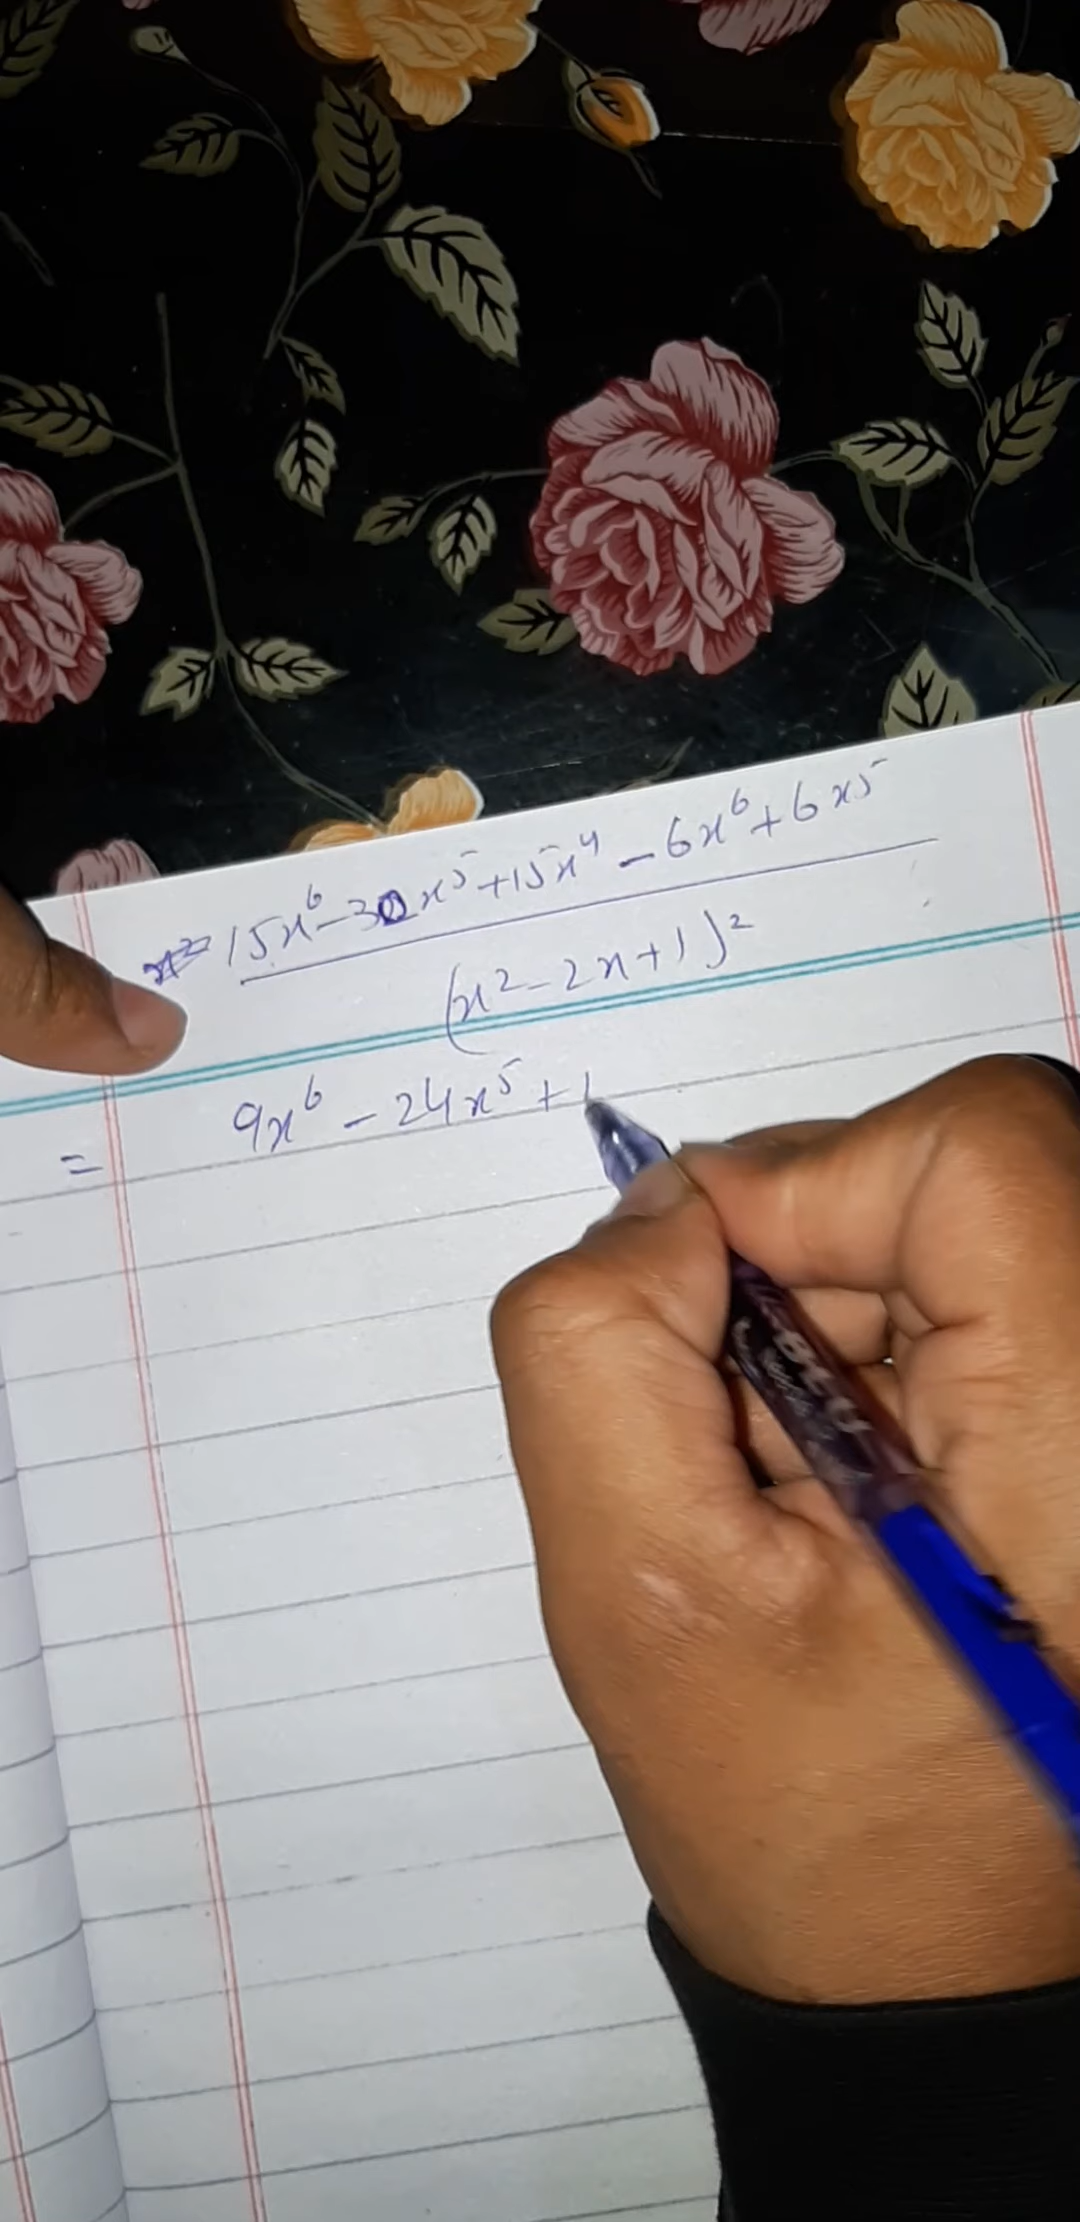 15x⁶-30x⁵+15x⁴-6x⁶+6x⁵
(x²-2x+1)²
= 9x⁶ - 24x⁵ + 1